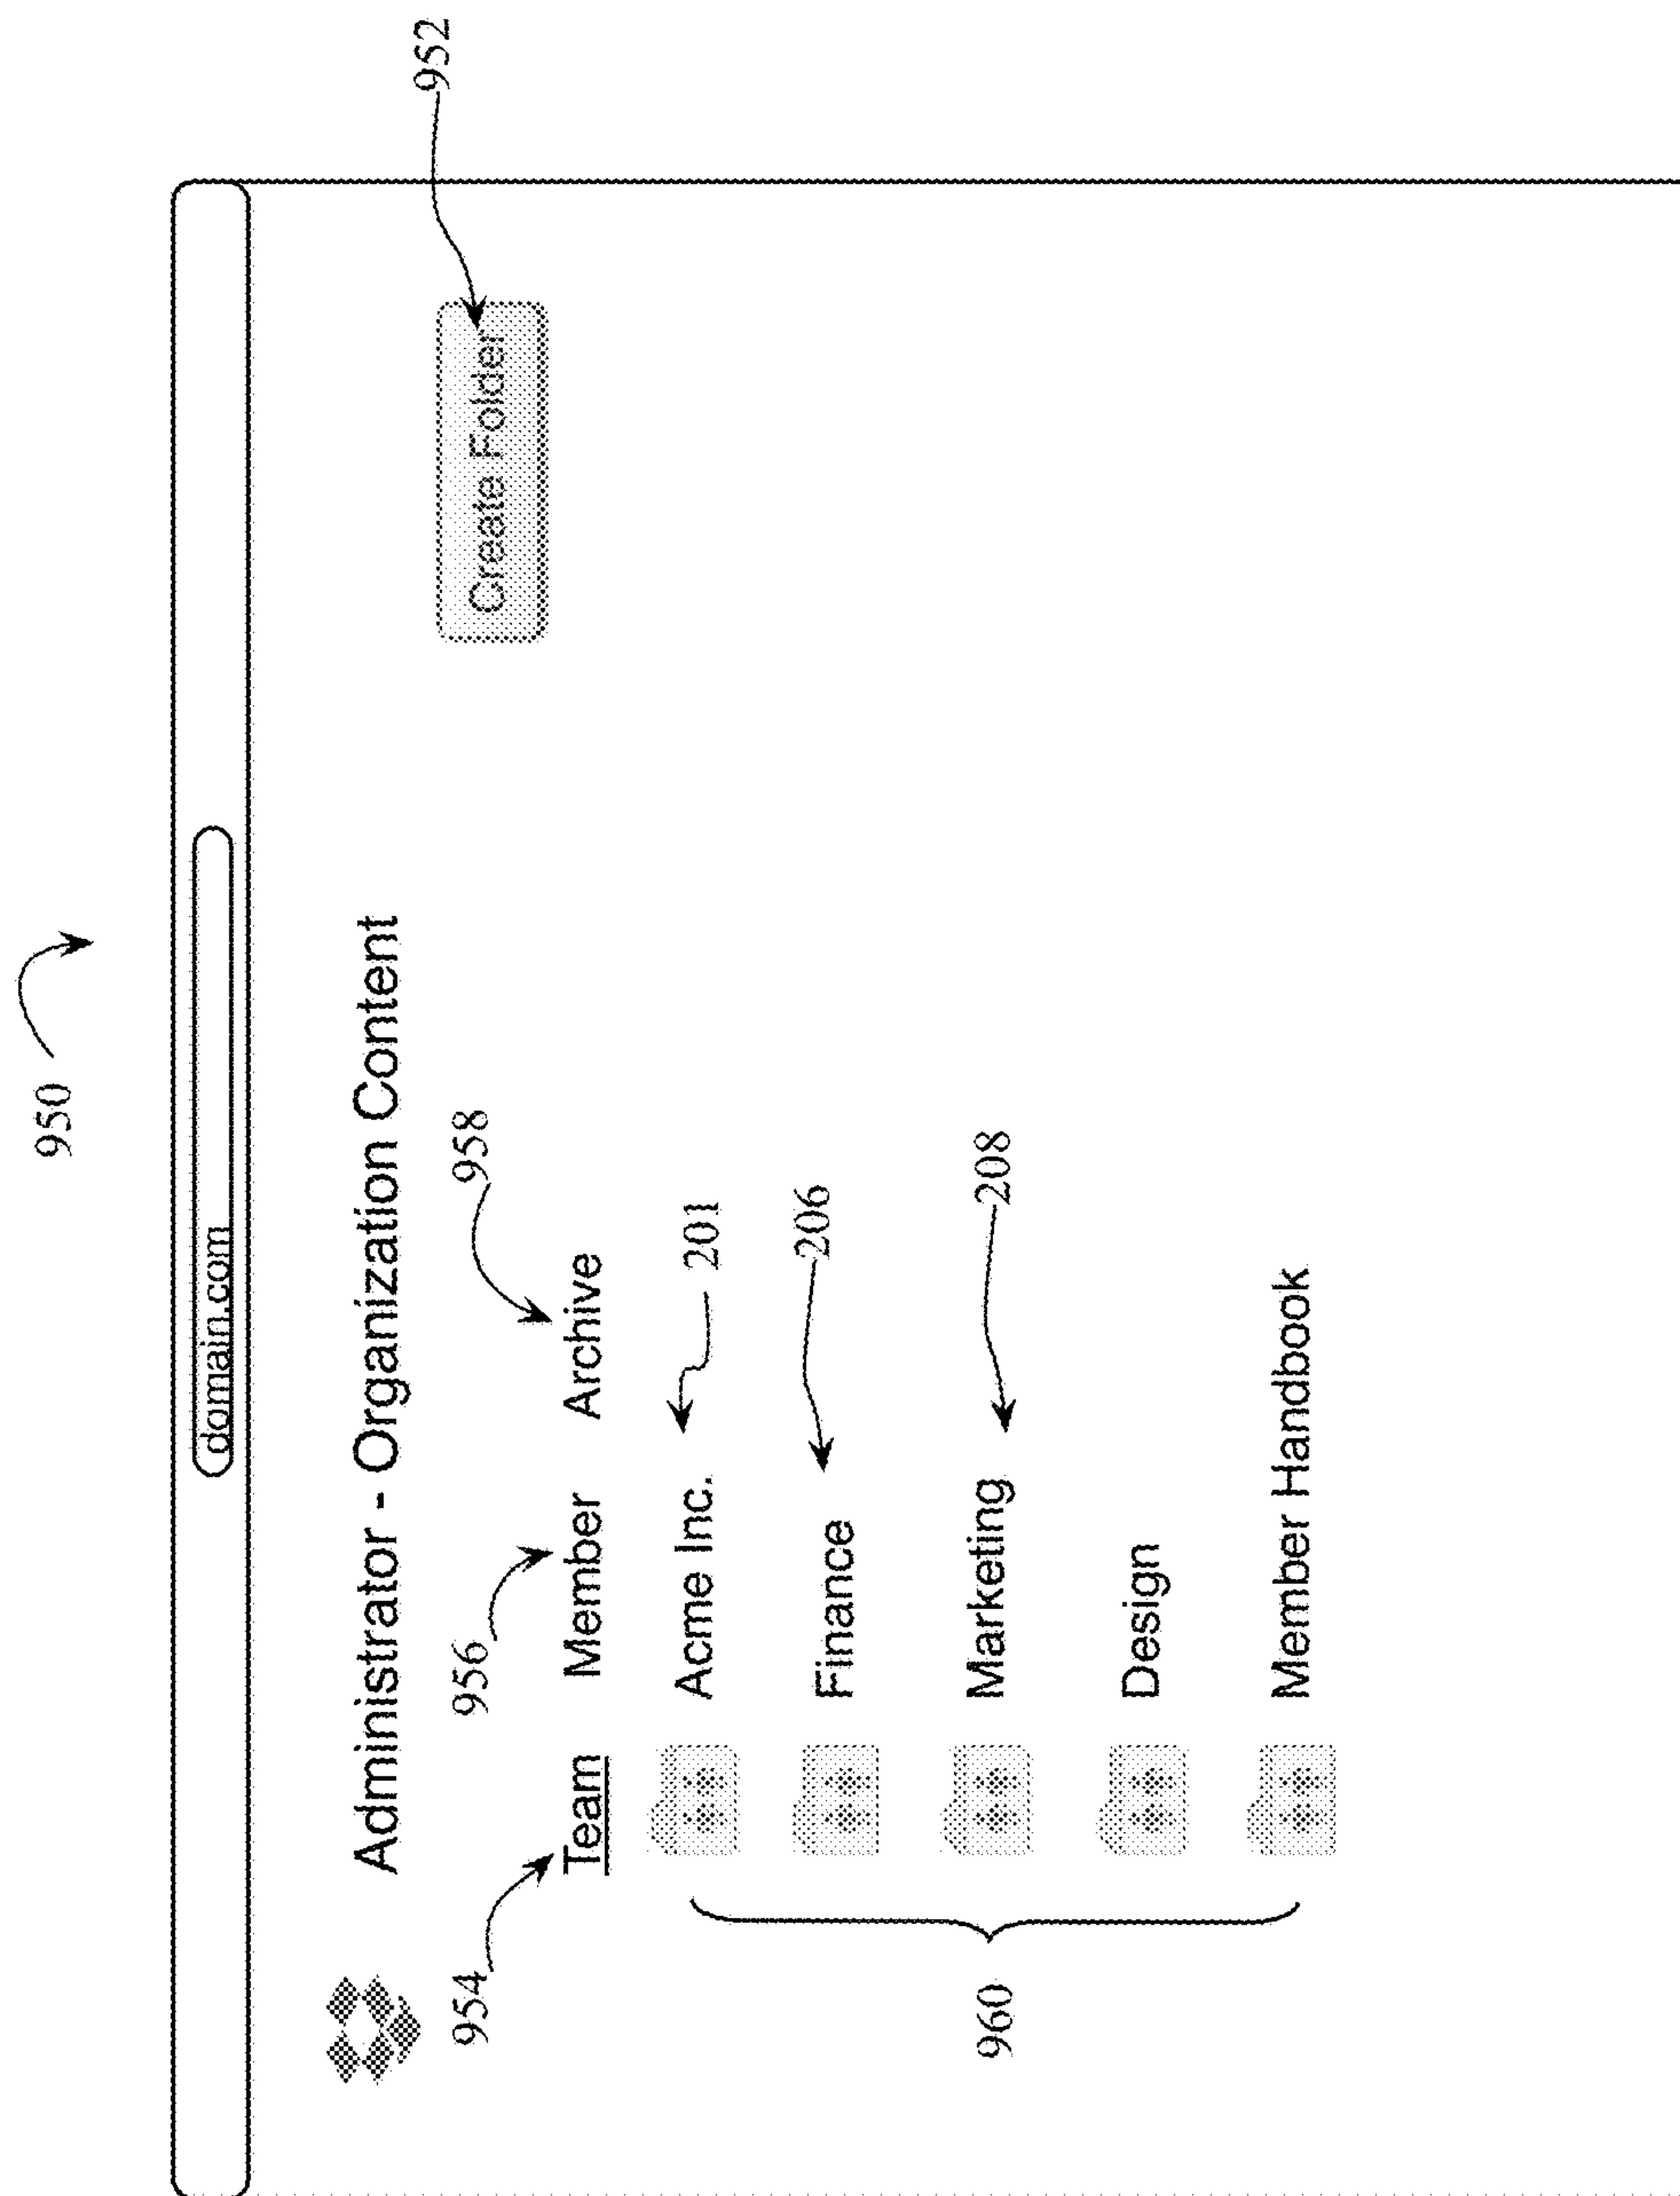 950
domain.com
Administrator - Organization Content
952
954
956
958
Create Folder
Team Member Archive
Acme Inc. 201
Finance 206
Marketing 208
Design
Member Handbook
960